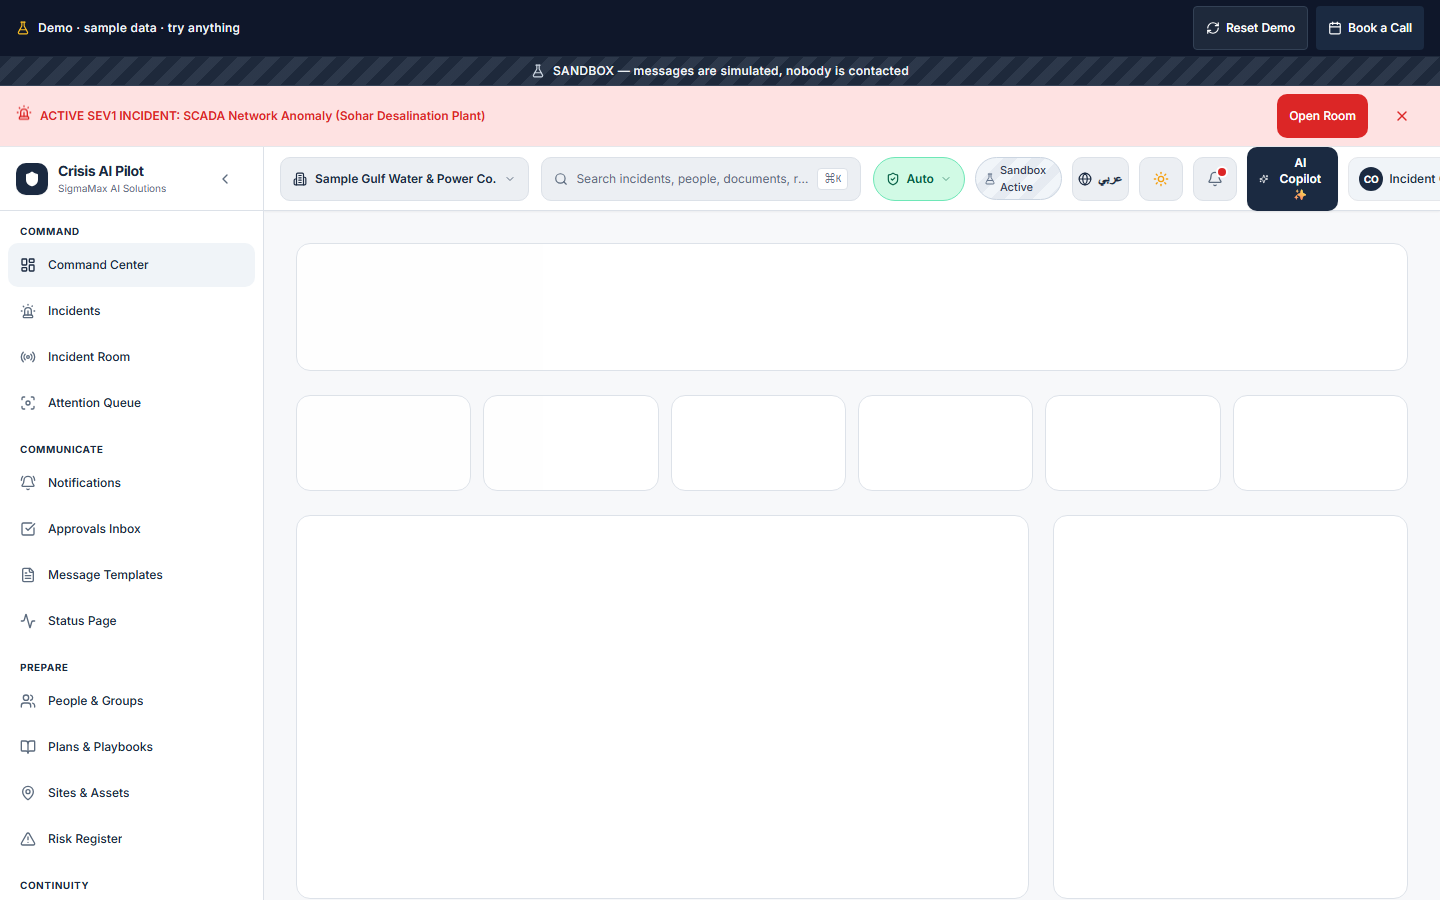 Demo · sample data · try anything
Reset Demo
Book a Call
SANDBOX — messages are simulated, nobody is contacted
ACTIVE SEV1 INCIDENT: SCADA Network Anomaly (Sohar Desalination Plant)
Open Room
Crisis AI Pilot
SigmaMax AI Solutions
Sample Gulf Water & Power Co.
Search incidents, people, documents, r...
⌘K
Auto
Sandbox
Active
عربي
AI
Copilot
✨
CO
Incident
COMMAND
Command Center
Incidents
Incident Room
Attention Queue
COMMUNICATE
Notifications
Approvals Inbox
Message Templates
Status Page
PREPARE
People & Groups
Plans & Playbooks
Sites & Assets
Risk Register
CONTINUITY